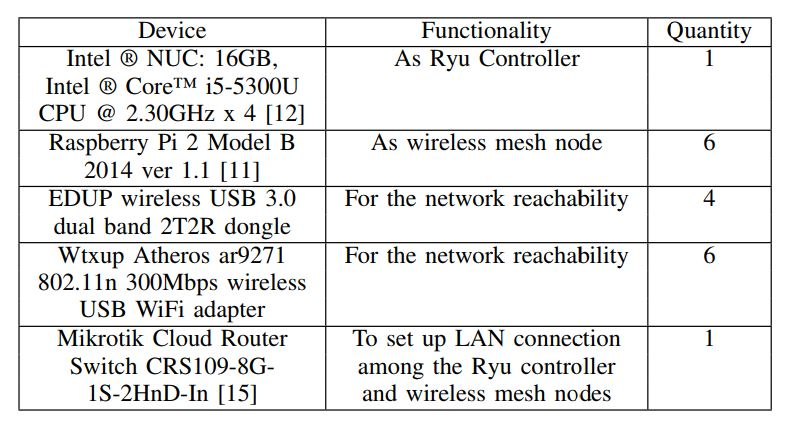 Device Functionality Quantity
Intel ® NUC: 16GB, As Ryu Controller 1
Intel ® Core™ i5-5300U
CPU @ 2.30GHz x 4 [12]
Raspberry Pi 2 Model B As wireless mesh node 6
2014 ver 1.1 [11]
EDUP wireless USB 3.0 For the network reachability 4
dual band 2T2R dongle
Wtxup Atheros ar9271 For the network reachability 6
802.11n 300Mbps wireless
USB WiFi adapter
Mikrotik Cloud Router To set up LAN connection 1
Switch CRS109-8G- among the Ryu controller
1S-2HnD-In [15] and wireless mesh nodes